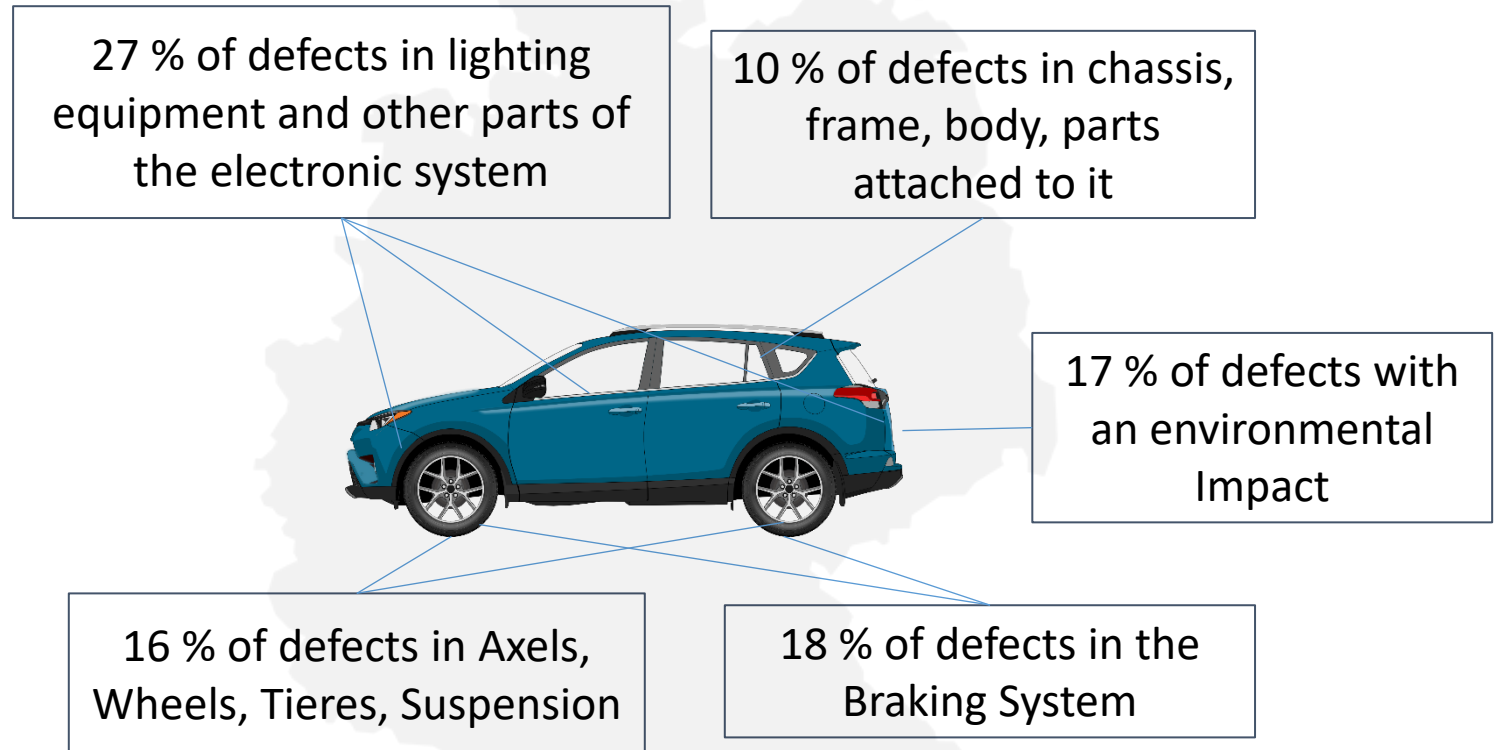 27 % of defects in lighting
equipment and other parts of
the electronic system
10 % of defects in chassis,
frame, body, parts
attached to it
17 % of defects with
an environmental
Impact
16 % of defects in Axels,
Wheels, Tieres, Suspension
18 % of defects in the
Braking System